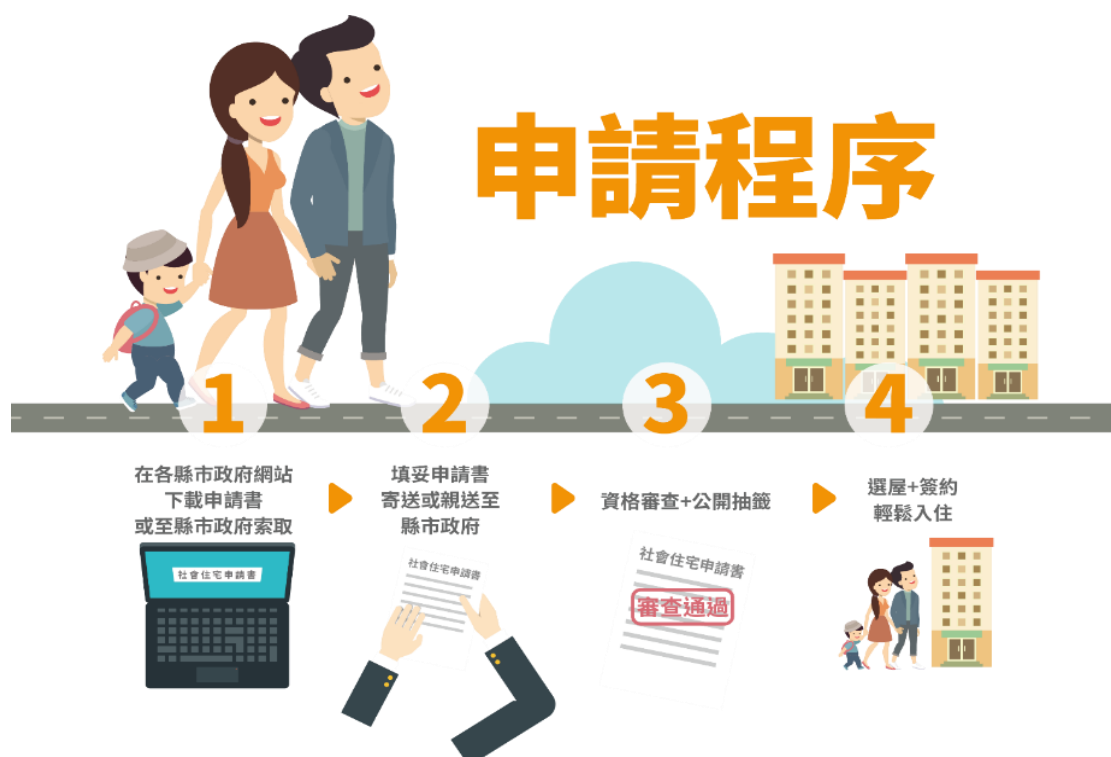 申請程序
1
2
3
4
在各縣市政府網站
下載申請書
或至縣市政府索取
填妥申請書
寄送或親送至
縣市政府
資格審查+公開抽籤
選屋+簽約
輕鬆入住
社會住宅申請書
社會住宅申請書
社會住宅申請書
審查通過